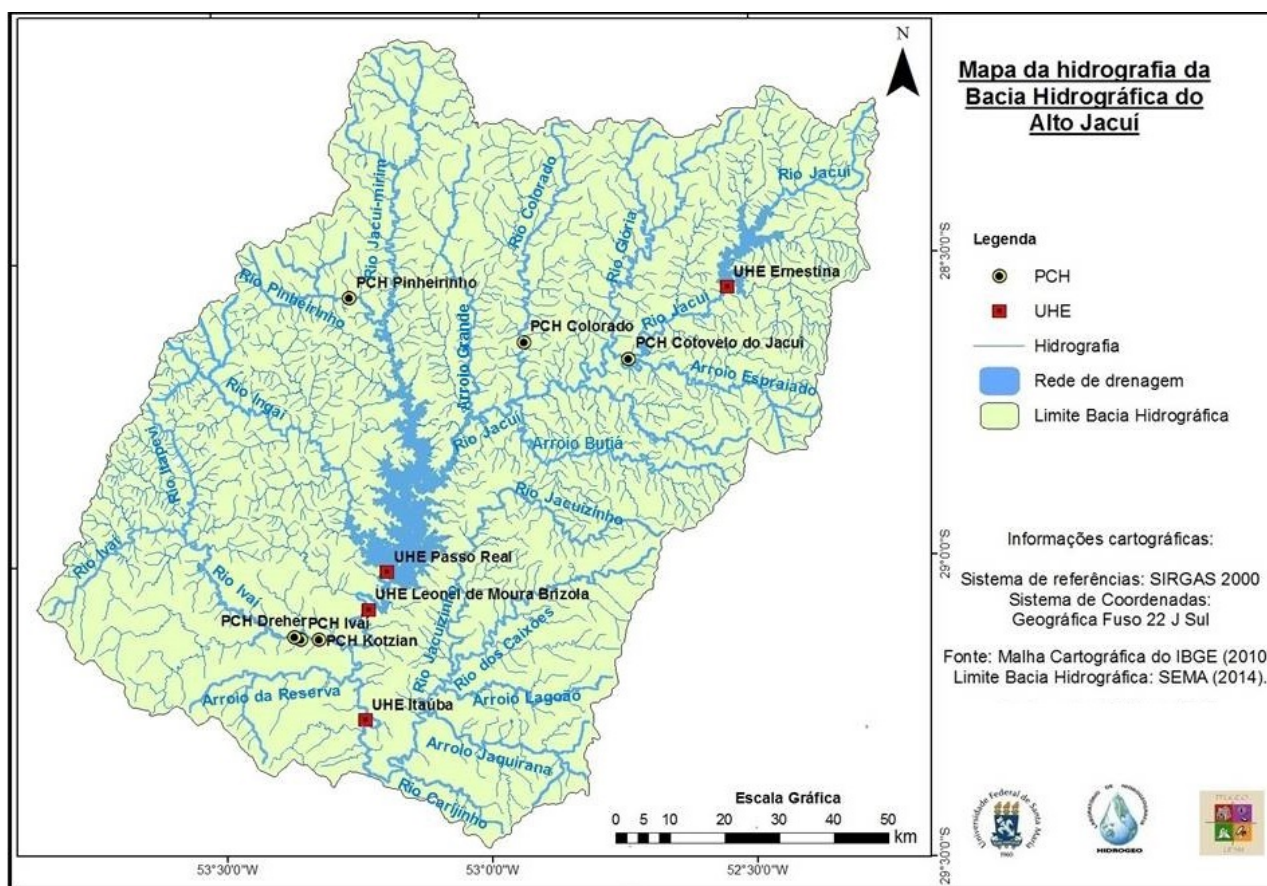 Mapa da hidrografia da
Bacia Hidrográfica do
Alto Jacuí
N
Rio Jacuí-mirim
Rio Colorado
Rio Glória
Rio Jacuí
UHE Ernestina
PCH Pinheirinho
Rio Pinheirinho
Rio Jacuí
PCH Colorado
PCH Cotovelo do Jacuí
Arroio Grande
Arroio Espraiado
Rio Ingaí
Rio Jacuí
Arroio Butiá
Rio Itapevi
Rio Jacuizinho
Rio Ivaí
UHE Passo Real
UHE Leonel de Moura Brizola
Rio Ivaí
PCH Dreher
PCH Ivaí
PCH Kotzian
Rio Jacuizinho
Rio dos Caixões
Arroio da Reserva
Arroio Lagoão
UHE Itaúba
Arroio Jaquirana
Rio Carijinho
Escala Gráfica
0 5 10 20 30 40 50
km
53°30'0"W
53°0'0"W
52°30'0"W
28°30'0"S
29°0'0"S
29°30'0"S
Legenda
PCH
UHE
Hidrografia
Rede de drenagem
Limite Bacia Hidrográfica
Informações cartográficas:
Sistema de referências: SIRGAS 2000
Sistema de Coordenadas:
Geográfica Fuso 22 J Sul
Fonte: Malha Cartográfica do IBGE (2010
Limite Bacia Hidrográfica: SEMA (2014).
Universidade Federal de Santa Maria
1960
HIDROGEO